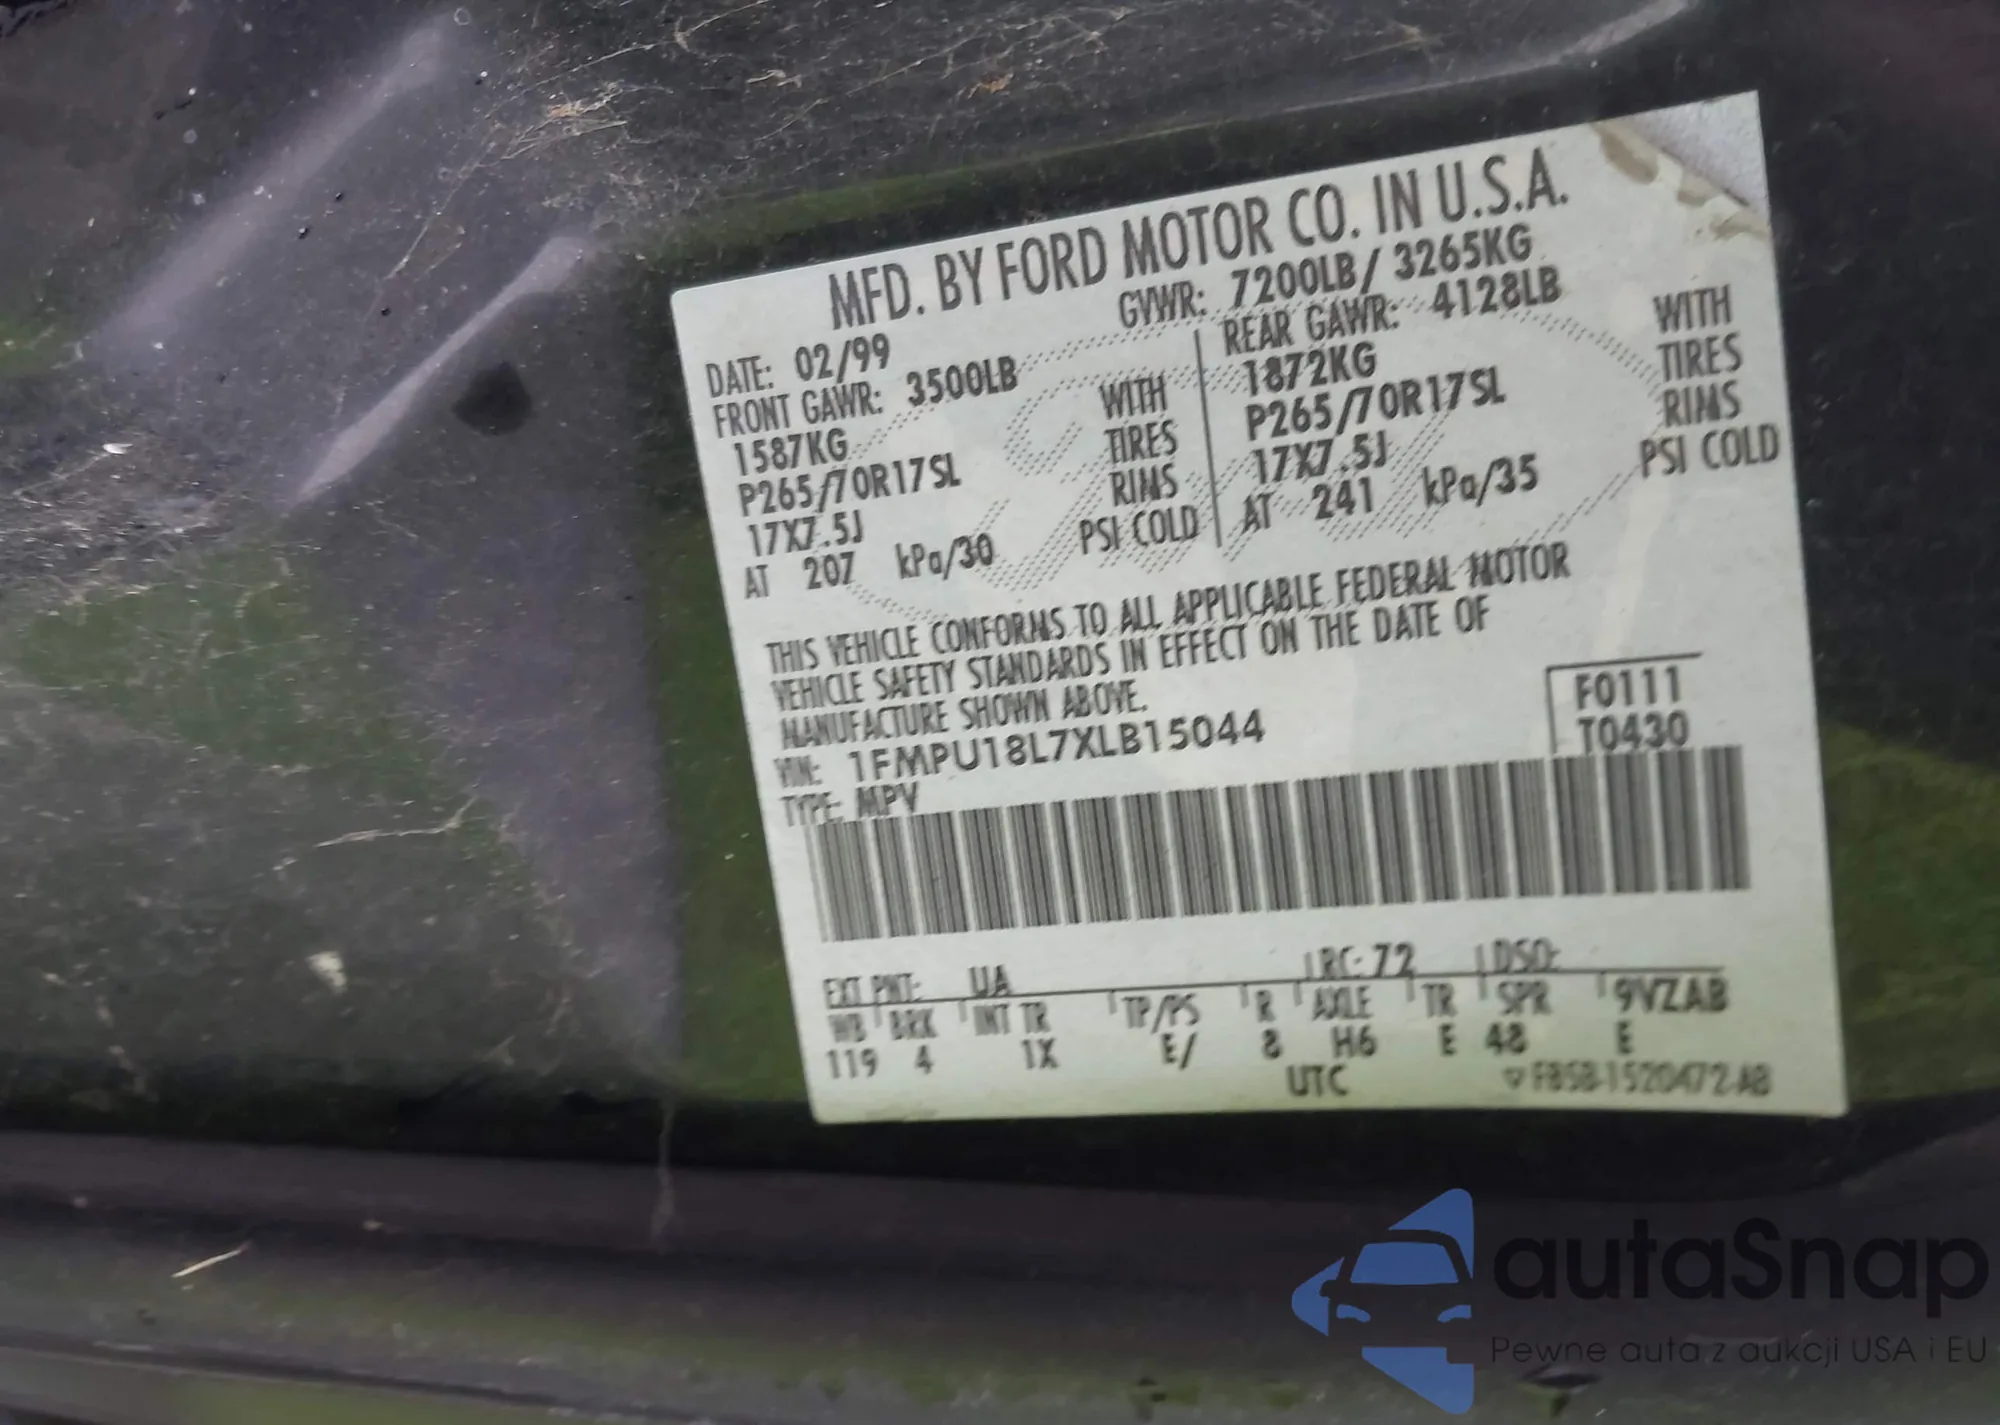 MFD. BY FORD MOTOR CO. IN U.S.A.
DATE: 02/99 GVWR: 7200LB/ 3265KG
FRONT GAWR: 3500LB REAR GAWR: 4128LB
1587KG WITH 1872KG WITH
P265/70R17SL TIRES P265/70R17SL TIRES
17X7.5J RIMS 17X7.5J RIMS
AT 207 kPa/30 PSI COLD AT 241 kPa/35 PSI COLD
THIS VEHICLE CONFORMS TO ALL APPLICABLE FEDERAL MOTOR
VEHICLE SAFETY STANDARDS IN EFFECT ON THE DATE OF
MANUFACTURE SHOWN ABOVE.
VIN: 1FMPU18L7XLB15044 F0111
TYPE: MPV T0430
EXT PNT: UA RC: 72 DSO:
WB BRK INT TR TP/PS R AXLE TR SPR 9VZAB
119 4 1X E/ 8 H6 E 48 E
UTC F85B-1520472-AB
autaSnap
Pewne auta z aukcji USA i EU